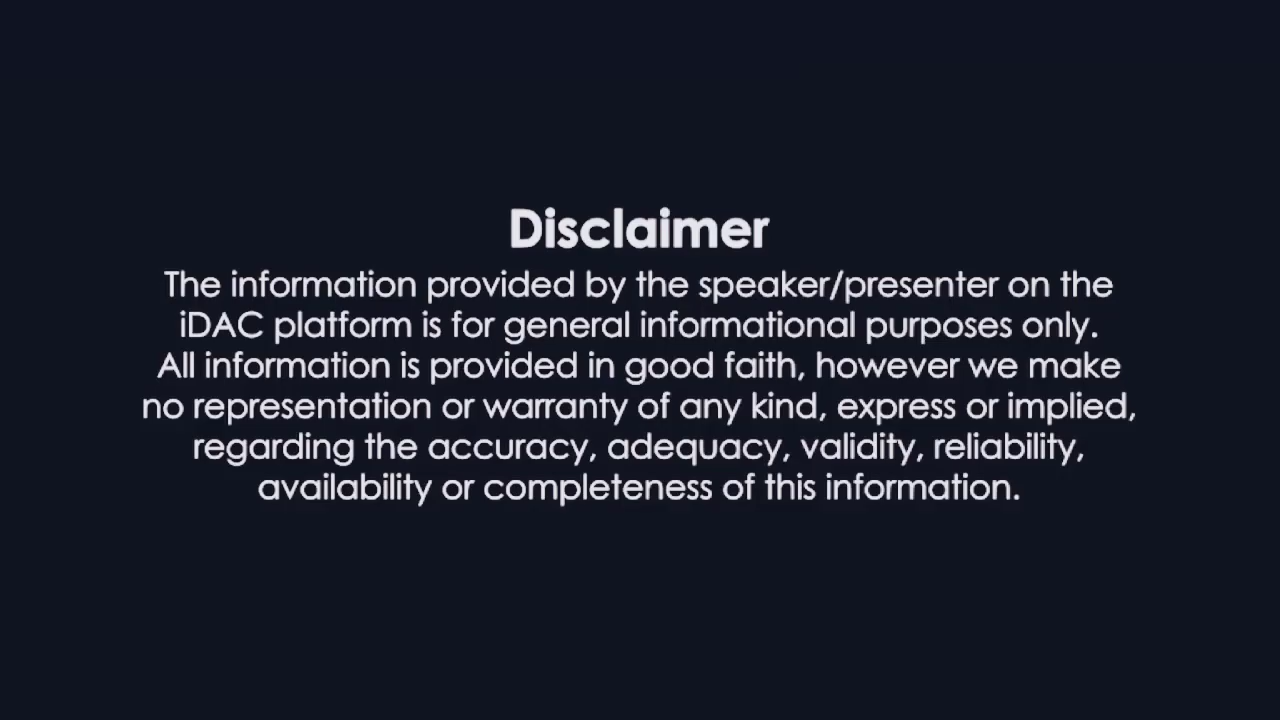 Disclaimer
The information provided by the speaker/presenter on the
iDAC platform is for general informational purposes only.
All information is provided in good faith, however we make
no representation or warranty of any kind, express or implied,
regarding the accuracy, adequacy, validity, reliability,
availability or completeness of this information.